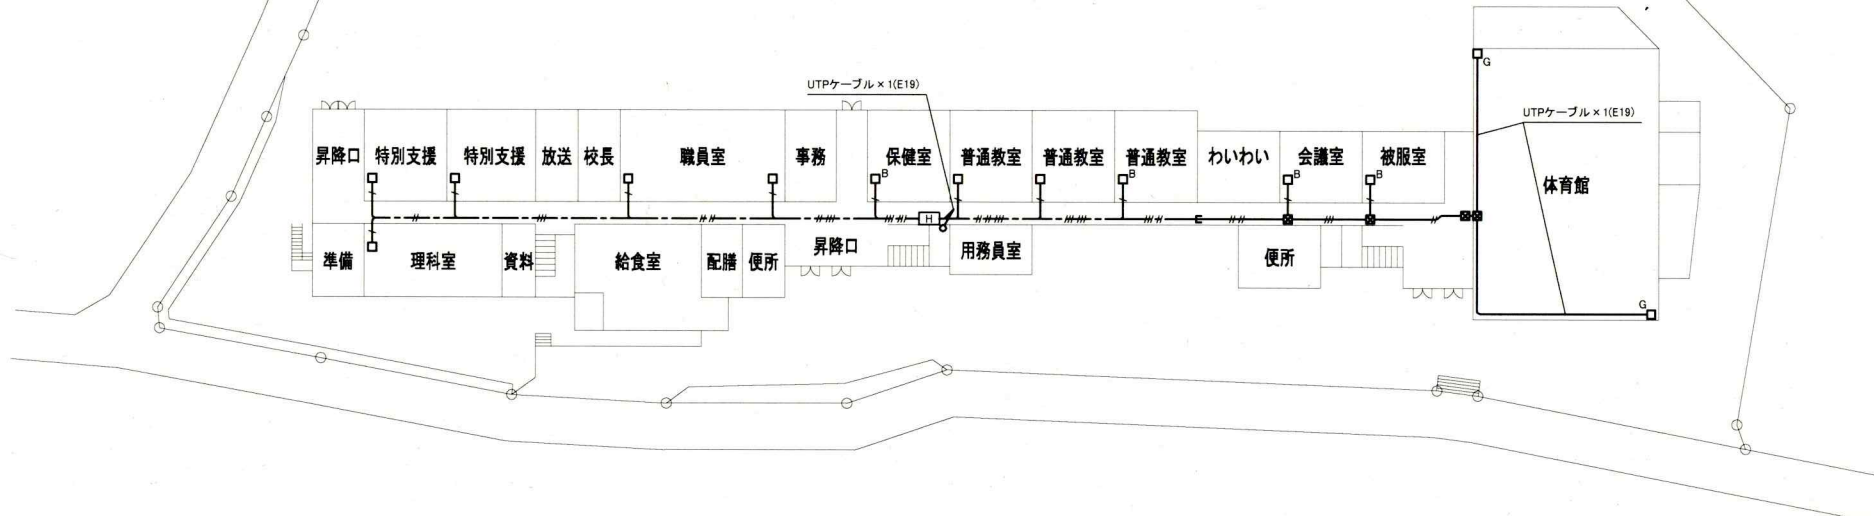 UTPケーブル×1(E19)
UTPケーブル×1(E19)
G
昇降口
特別支援
特別支援
放送
校長
職員室
事務
保健室
普通教室
普通教室
普通教室
わいわい
会議室
被服室
体育館
B
B
B
B
H
準備
理科室
資料
給食室
配膳
便所
昇降口
用務員室
便所
G